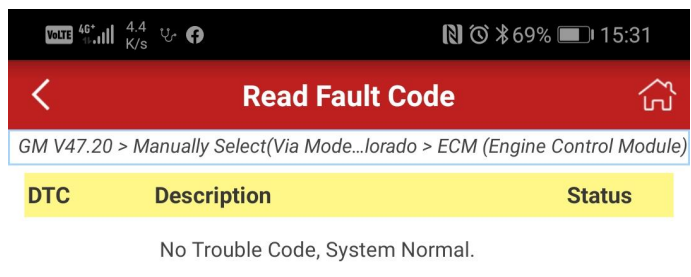 VoLTE 4G+ 4.4 K/s 69% 15:31
Read Fault Code
GM V47.20 > Manually Select(Via Mode...lorado > ECM (Engine Control Module)
DTC Description Status
No Trouble Code, System Normal.